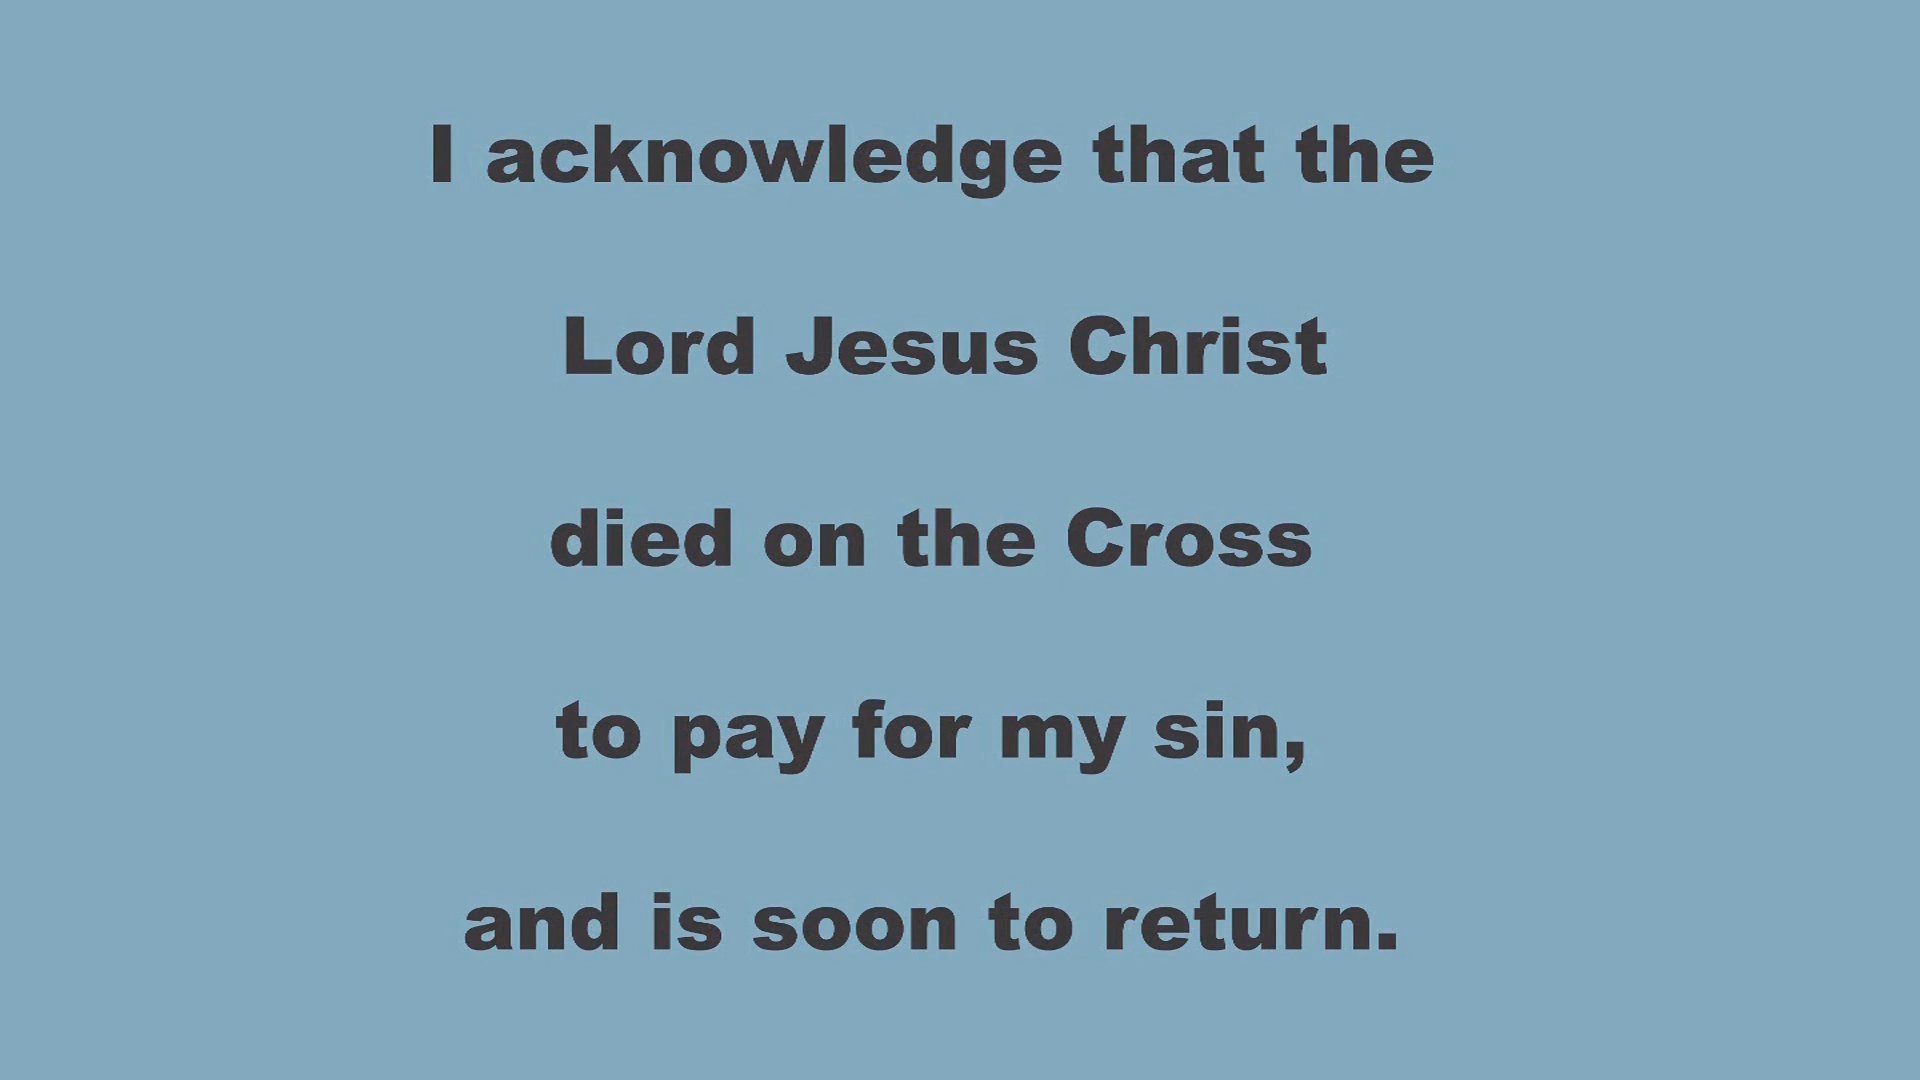 I acknowledge that the
Lord Jesus Christ
died on the Cross
to pay for my sin,
and is soon to return.